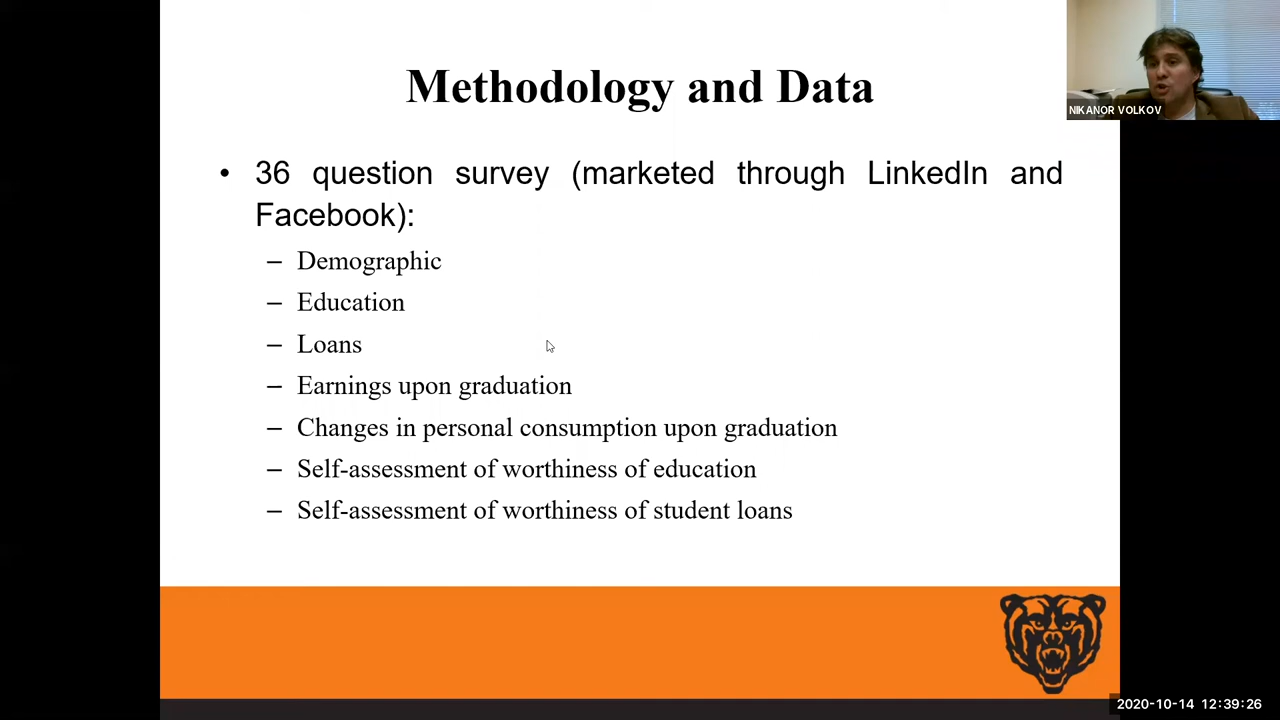 Methodology and Data
NIKANOR VOLKOV
• 36 question survey (marketed through LinkedIn and
Facebook):
– Demographic
– Education
– Loans
– Earnings upon graduation
– Changes in personal consumption upon graduation
– Self-assessment of worthiness of education
– Self-assessment of worthiness of student loans
2020-10-14 12:39:26